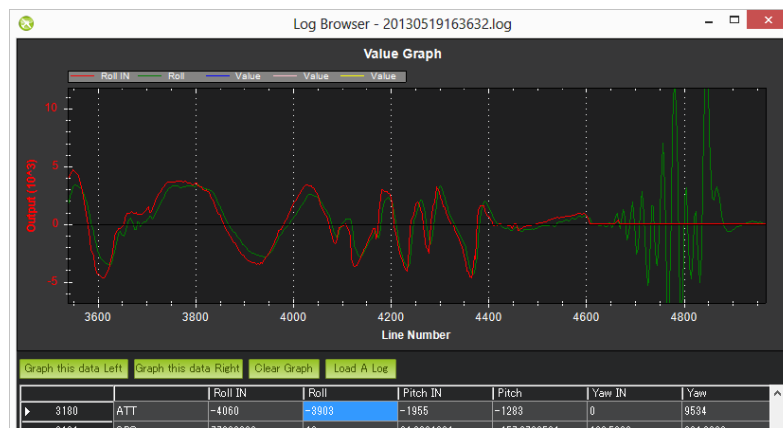 Log Browser - 20130519163632.log
Value Graph
Roll IN Roll Value Value Value
10
5
0
-5
Output (10^3)
3600 3800 4000 4200 4400 4600 4800
Line Number
Graph this data Left Graph this data Right Clear Graph Load A Log
Roll IN Roll Pitch IN Pitch Yaw IN Yaw
3180 ATT -4060 -3903 -1955 -1283 0 9534